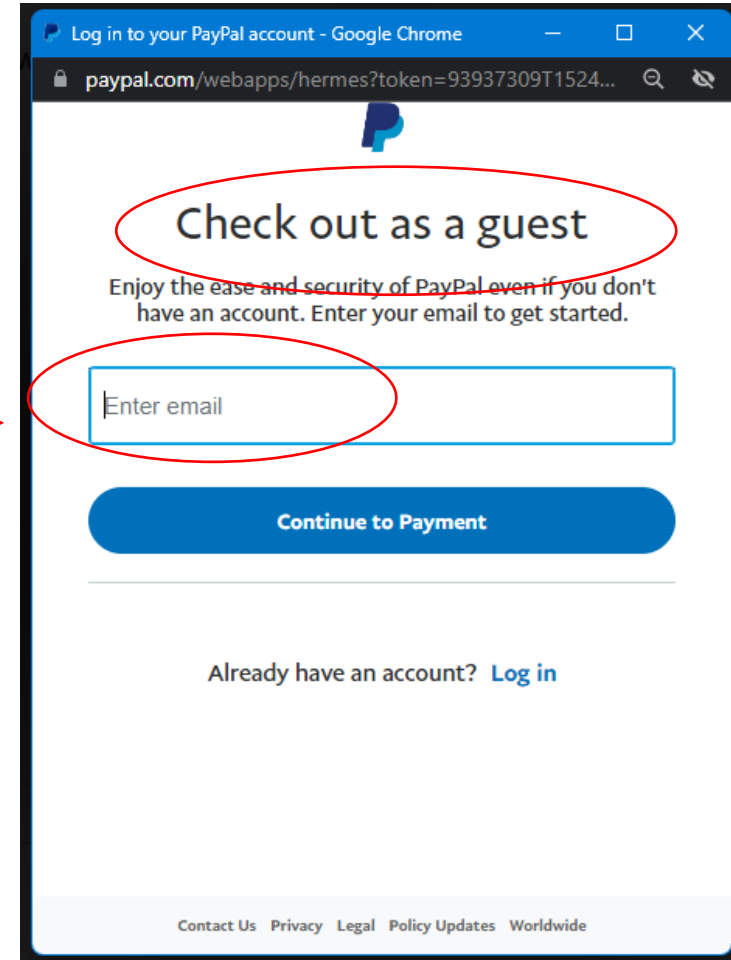 Log in to your PayPal account - Google Chrome
paypal.com/webapps/hermes?token=93937309T1524...
Check out as a guest
Enjoy the ease and security of PayPal even if you don't
have an account. Enter your email to get started.
Enter email
Continue to Payment
Already have an account? Log in
Contact Us Privacy Legal Policy Updates Worldwide